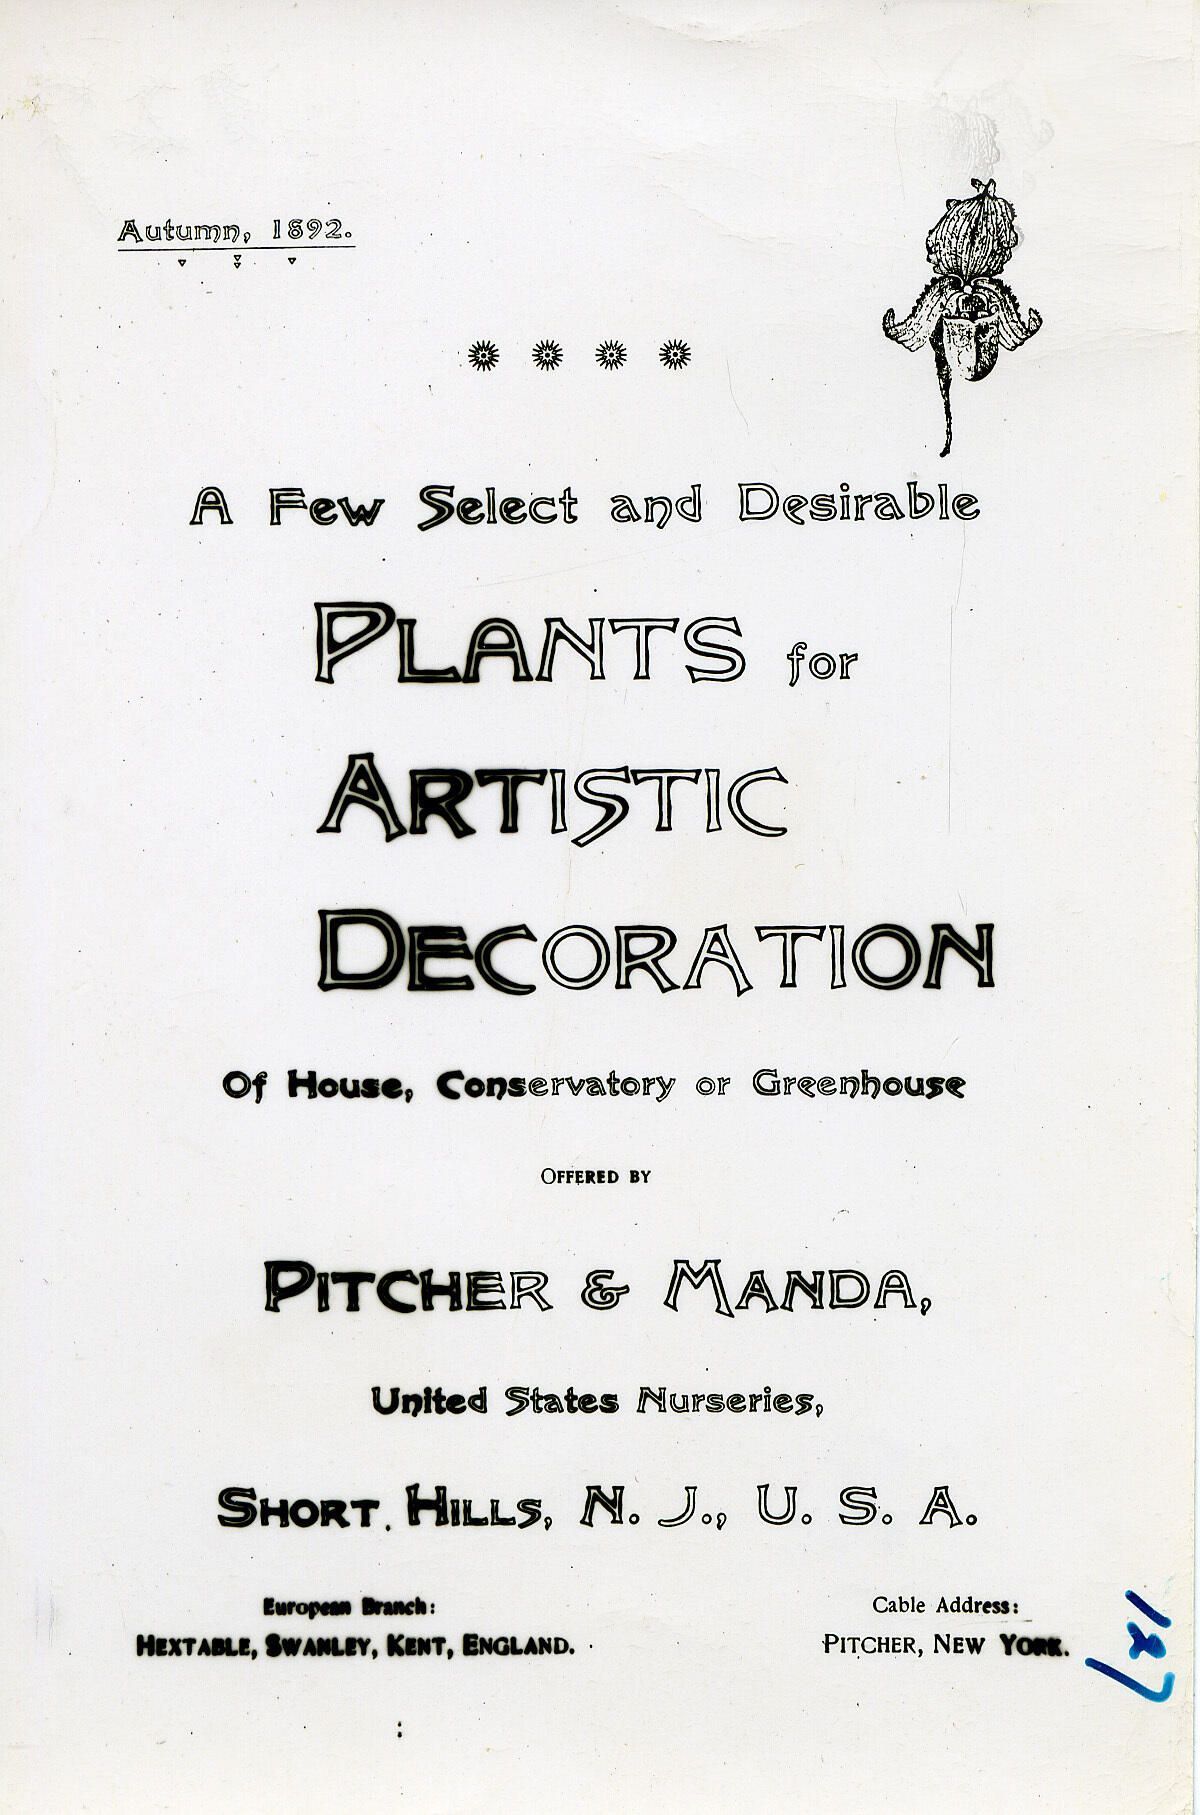 Autumn, 1892.
A Few Select and Desirable
PLANTS for
ARTISTIC
DECORATION
Of House, Conservatory or Greenhouse
OFFERED BY
PITCHER & MANDA,
United States Nurseries,
SHORT HILLS, N. J., U. S. A.
European Branch:
HEXTABLE, SWANLEY, KENT, ENGLAND.
Cable Address:
PITCHER, NEW YORK.